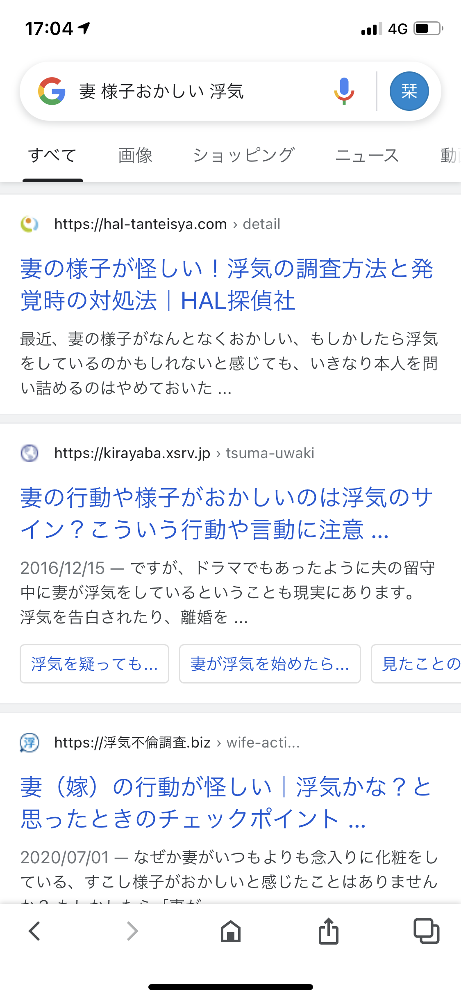 17:04
4G
妻 様子おかしい 浮気
栞
すべて 画像 ショッピング ニュース 動
https://hal-tanteisya.com › detail
妻の様子が怪しい！浮気の調査方法と発
覚時の対処法｜HAL探偵社
最近、妻の様子がなんとなくおかしい、もしかしたら浮気
をしているのかもしれないと感じても、いきなり本人を問
い詰めるのはやめておいた ...
https://kirayaba.xsrv.jp › tsuma-uwaki
妻の行動や様子がおかしいのは浮気のサ
イン？こういう行動や言動に注意 ...
2016/12/15 — ですが、ドラマでもあったように夫の留守
中に妻が浮気をしているということも現実にあります。
浮気を告白されたり、離婚を ...
浮気を疑っても... 妻が浮気を始めたら... 見たことの
浮
https://浮気不倫調査.biz › wife-acti...
妻（嫁）の行動が怪しい｜浮気かな？と
思ったときのチェックポイント ...
2020/07/01 — なぜか妻がいつもよりも念入りに化粧をし
ている、すこし様子がおかしいと感じたことはありません
か？もしかしたら「妻が